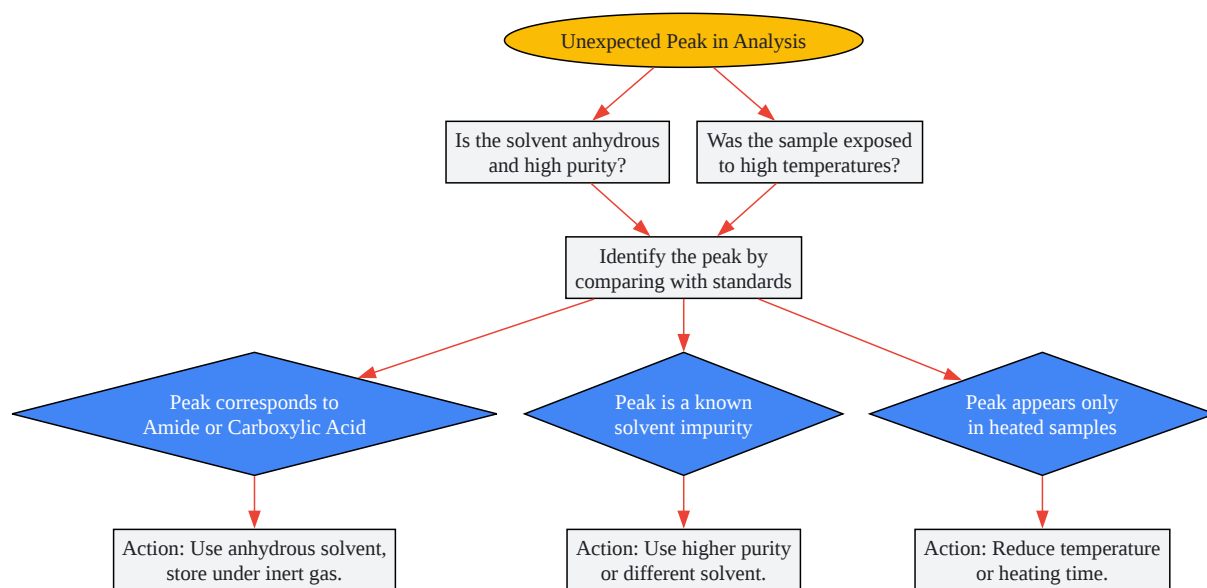 Unexpected Peak in Analysis
Is the solvent anhydrous
and high purity?
Was the sample exposed
to high temperatures?
Identify the peak by
comparing with standards
Peak corresponds to
Amide or Carboxylic Acid
Peak is a known
solvent impurity
Peak appears only
in heated samples
Action: Use anhydrous solvent,
store under inert gas.
Action: Use higher purity
or different solvent.
Action: Reduce temperature
or heating time.